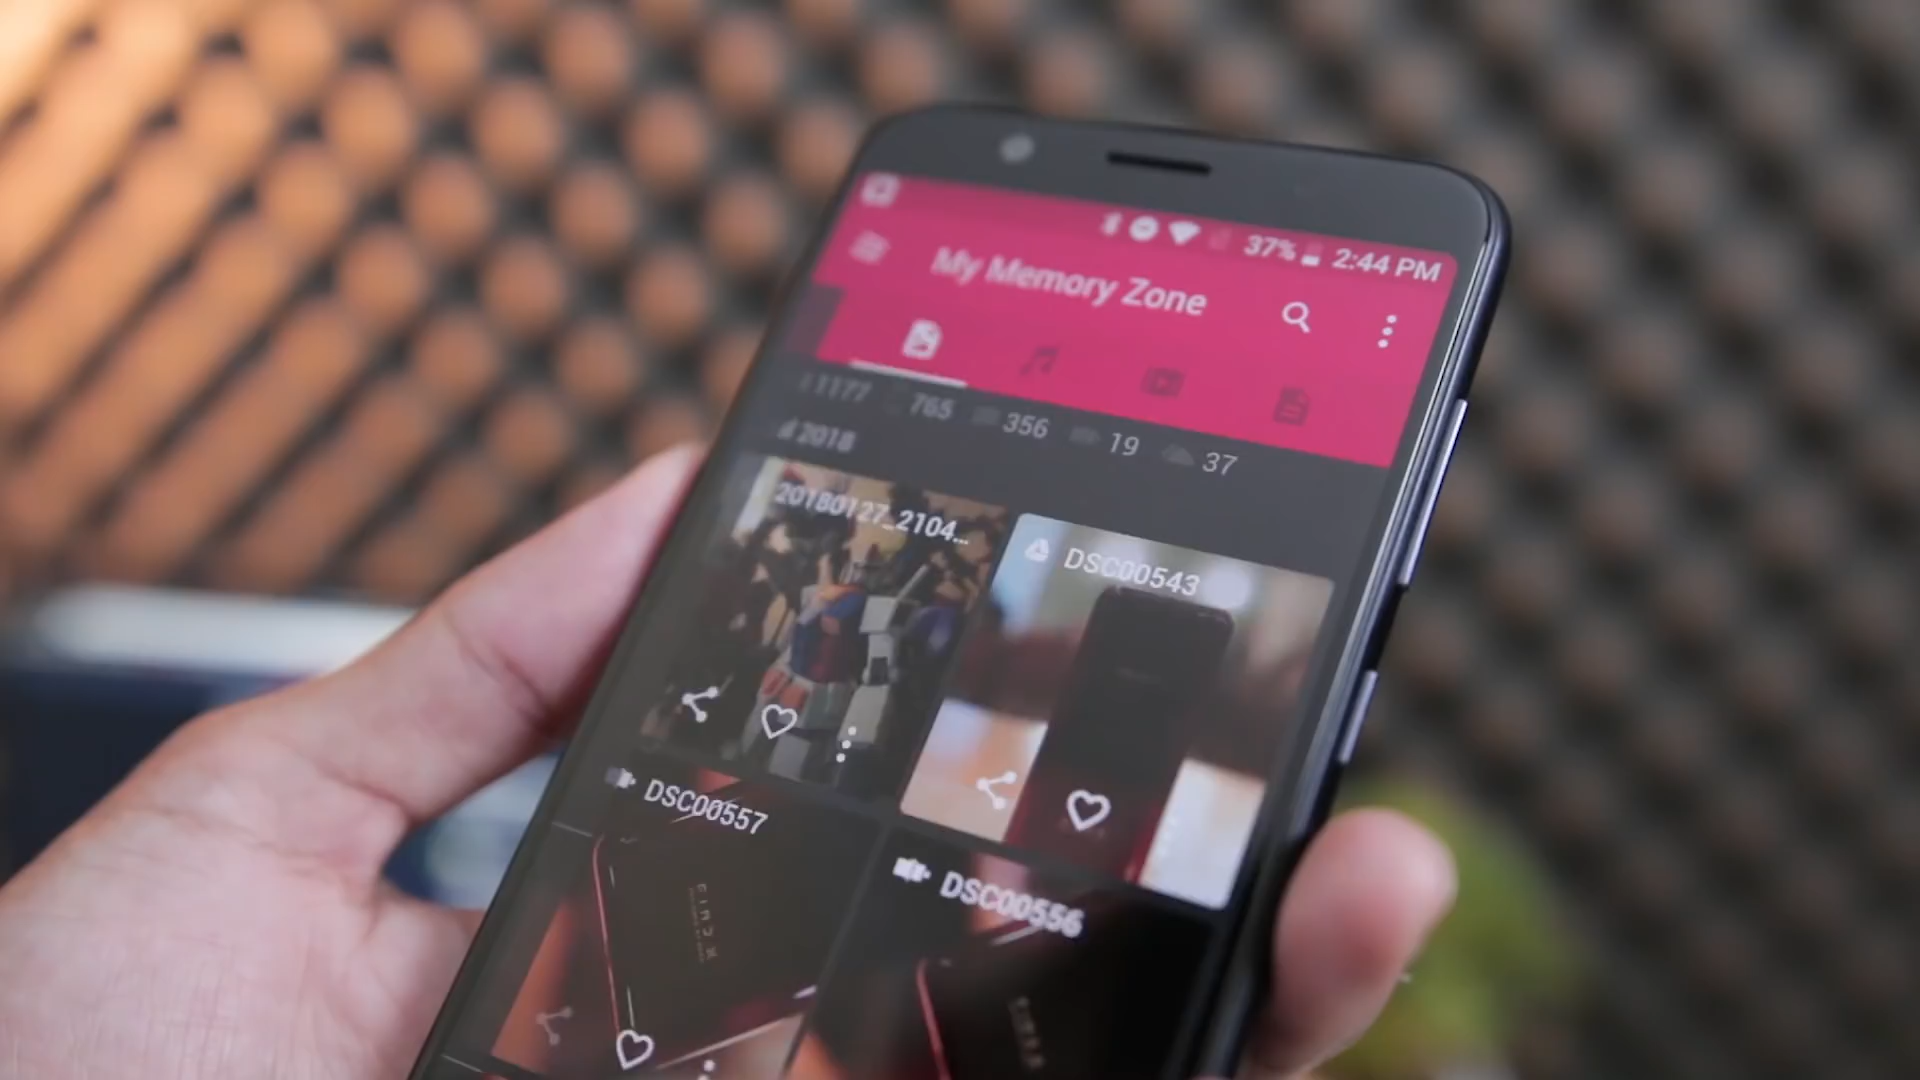 37% 2:44 PM
My Memory Zone
1177 765 356 19 37
2018
20180127_2104...
DSC00543
DSC00557
DSC00556